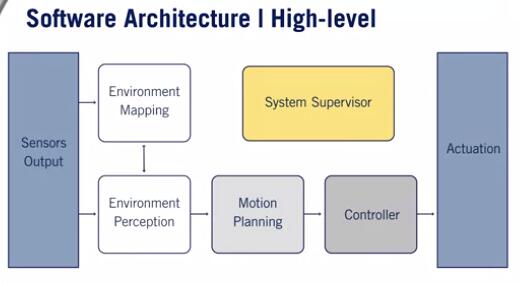 Software Architecture | High-level
Sensors
Output
Environment
Mapping
System Supervisor
Environment
Perception
Motion
Planning
Controller
Actuation